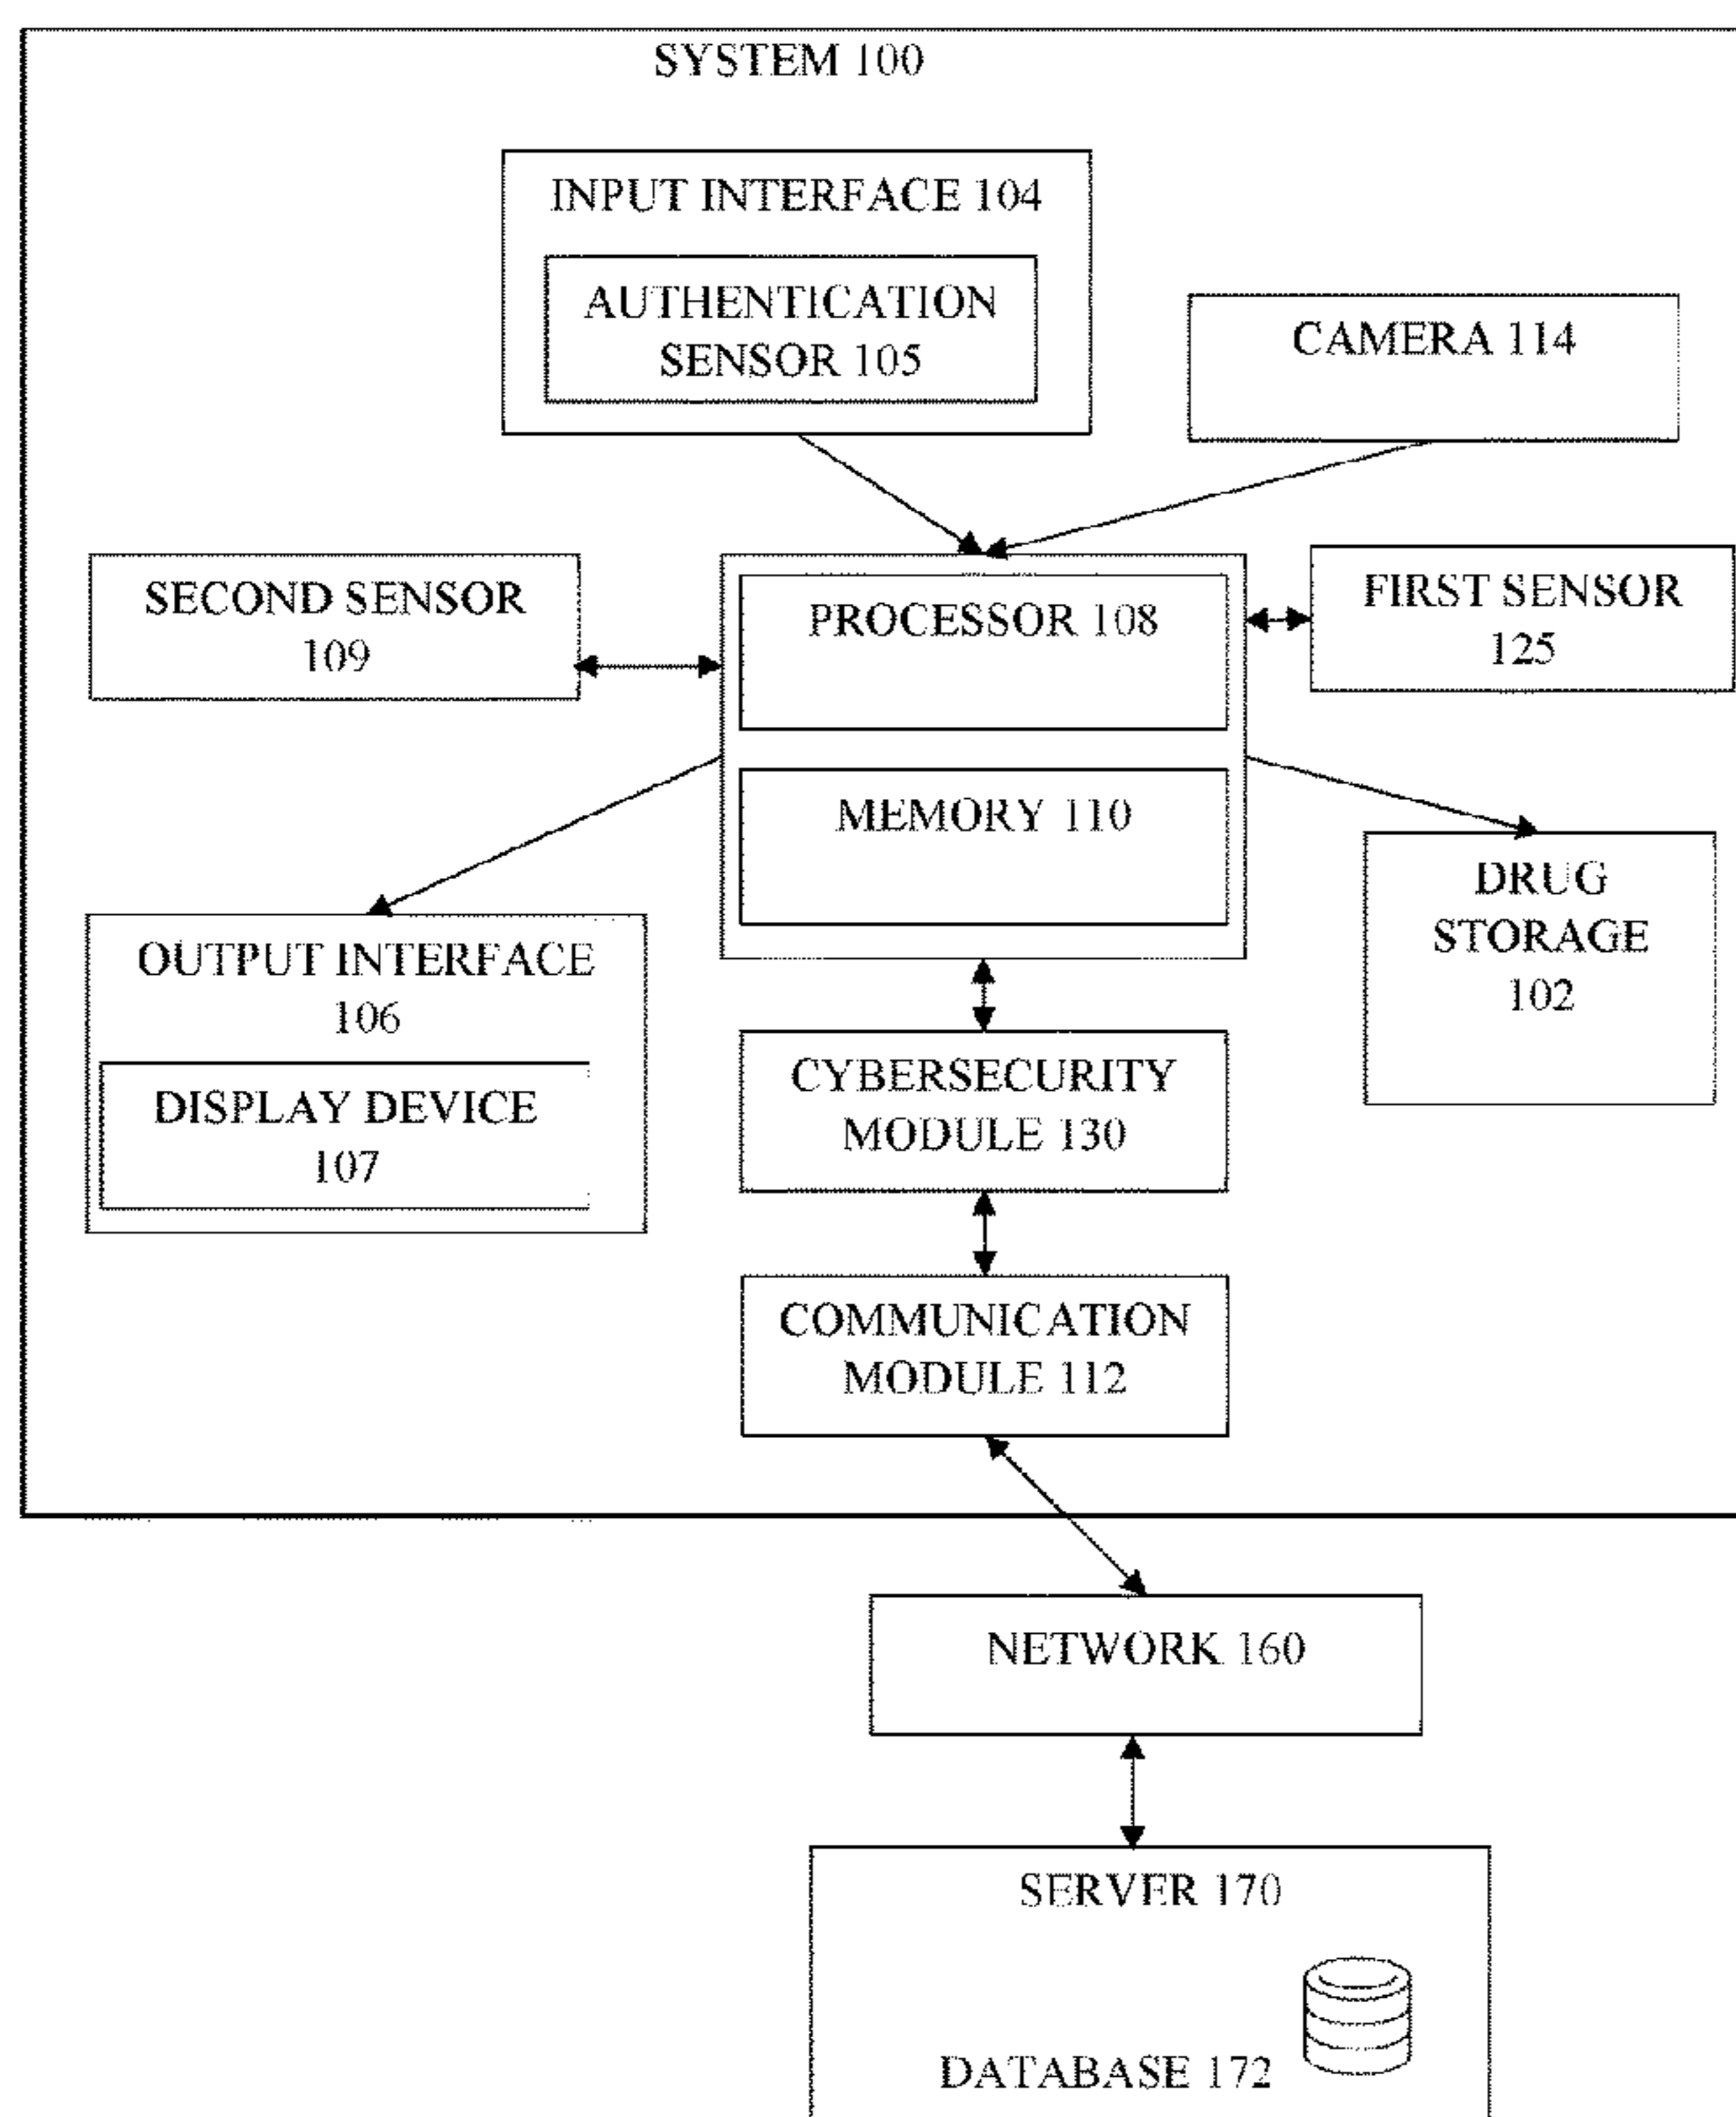 SYSTEM 100
INPUT INTERFACE 104
AUTHENTICATION
SENSOR 105
CAMERA 114
SECOND SENSOR
109
PROCESSOR 108
FIRST SENSOR
125
MEMORY 110
DRUG
STORAGE
102
OUTPUT INTERFACE
106
DISPLAY DEVICE
107
CYBERSECURITY
MODULE 130
COMMUNICATION
MODULE 112
NETWORK 160
SERVER 170
DATABASE 172